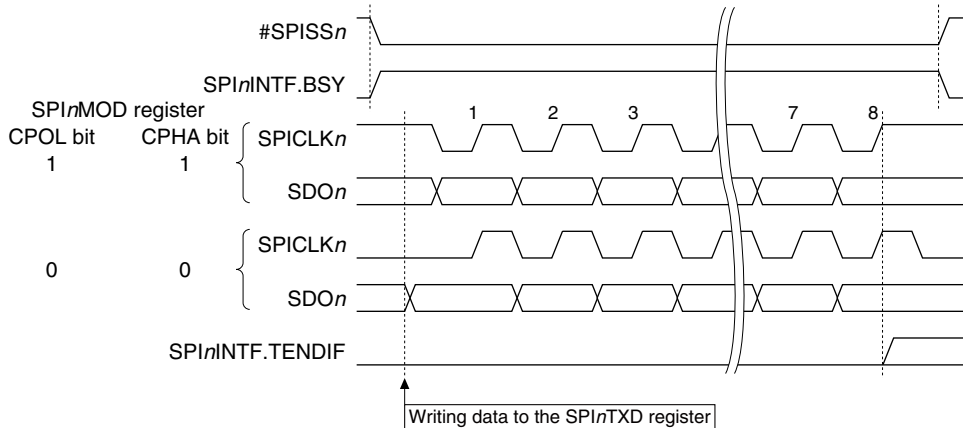 #SPISSn
SPInINTF.BSY
SPInMOD register
1 2 3 7 8
CPOL bit CPHA bit SPICLKn
1 1
SDOn
SPICLKn
0 0
SDOn
SPInINTF.TENDIF
Writing data to the SPInTXD register